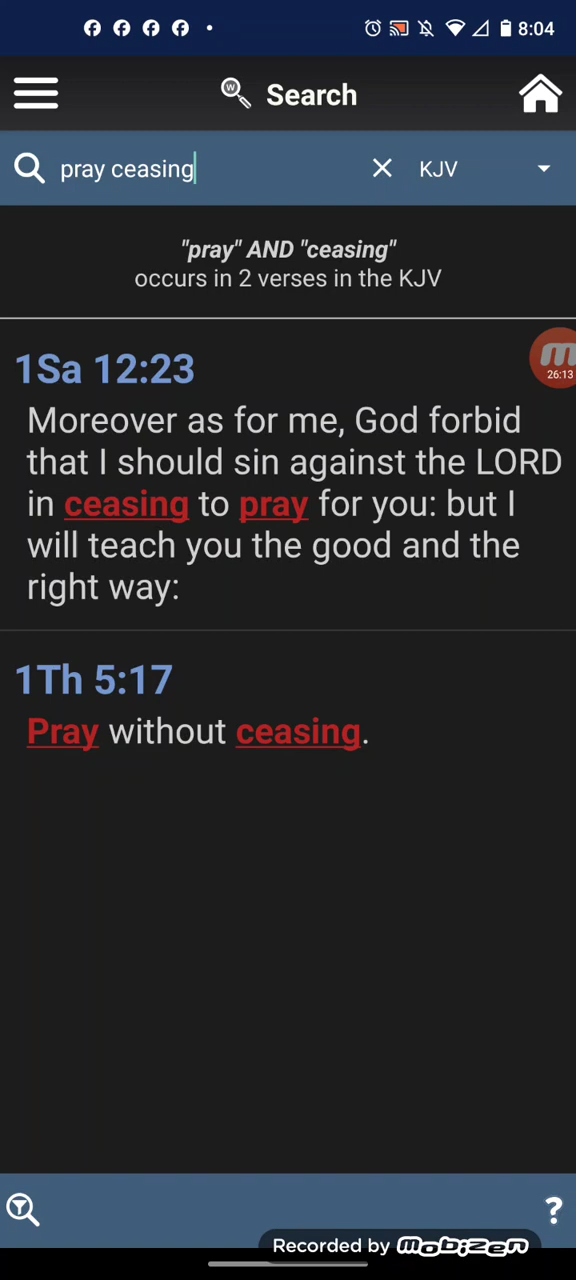 8:04
Search
pray ceasing
KJV
"pray" AND "ceasing"
occurs in 2 verses in the KJV
1Sa 12:23
26:13
Moreover as for me, God forbid
that I should sin against the LORD
in ceasing to pray for you: but I
will teach you the good and the
right way:
1Th 5:17
Pray without ceasing.
?
Recorded by mobizen